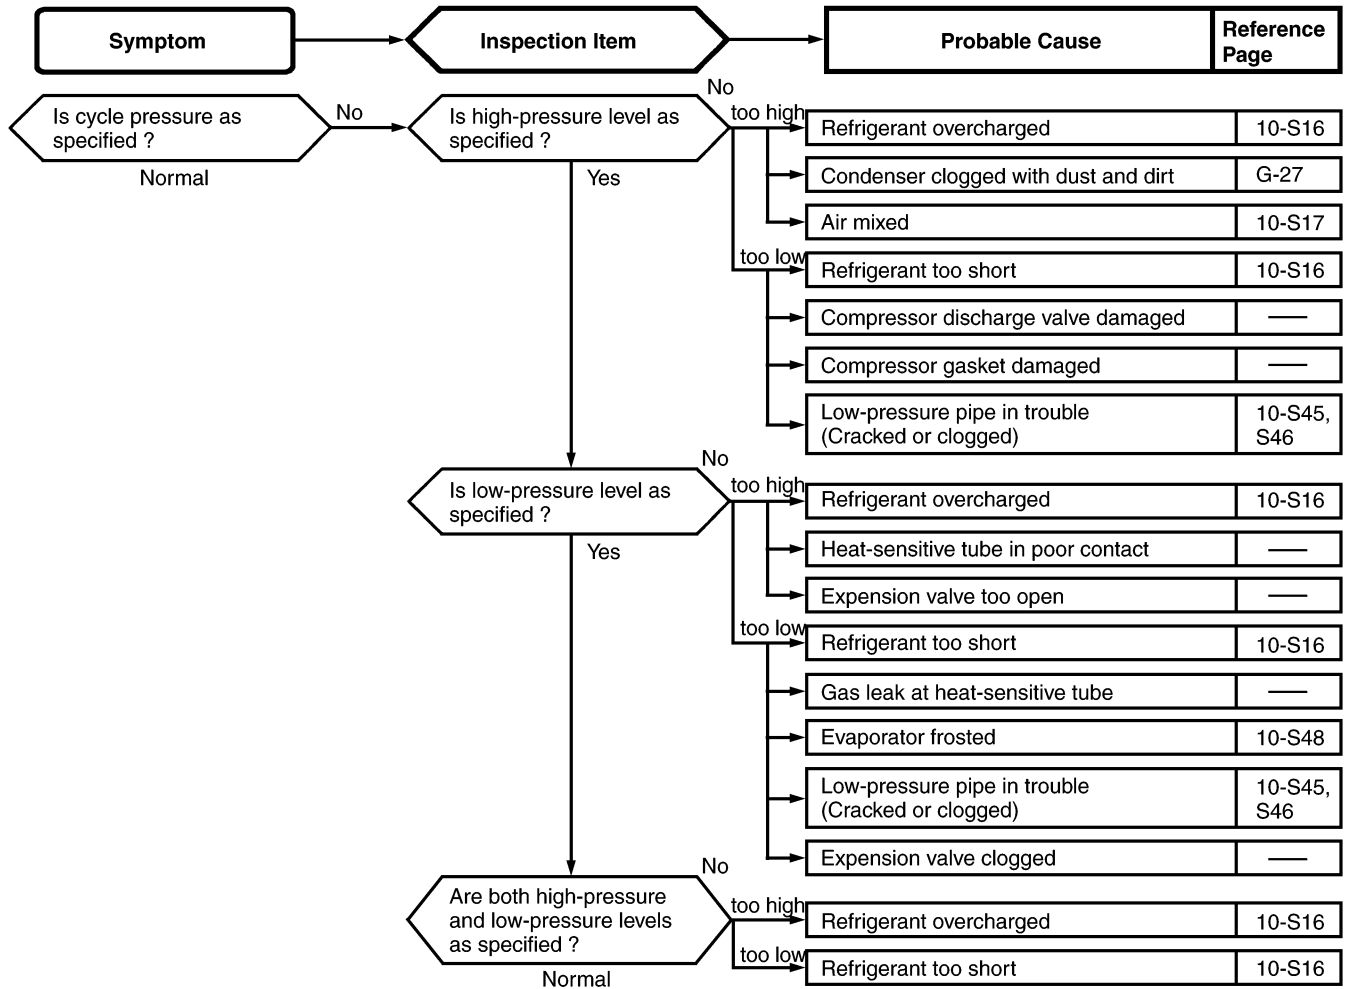 Symptom
Inspection Item
Probable Cause
Reference
Page
Is cycle pressure as
specified ?
No
Normal
Is high-pressure level as
specified ?
No
Yes
too high
Refrigerant overcharged
10-S16
Condenser clogged with dust and dirt
G-27
Air mixed
10-S17
too low
Refrigerant too short
10-S16
Compressor discharge valve damaged
Compressor gasket damaged
Low-pressure pipe in trouble
(Cracked or clogged)
10-S45,
S46
Is low-pressure level as
specified ?
No
Yes
too high
Refrigerant overcharged
10-S16
Heat-sensitive tube in poor contact
Expension valve too open
too low
Refrigerant too short
10-S16
Gas leak at heat-sensitive tube
Evaporator frosted
10-S48
Low-pressure pipe in trouble
(Cracked or clogged)
10-S45,
S46
Expension valve clogged
Are both high-pressure
and low-pressure levels
as specified ?
No
Normal
too high
Refrigerant overcharged
10-S16
too low
Refrigerant too short
10-S16